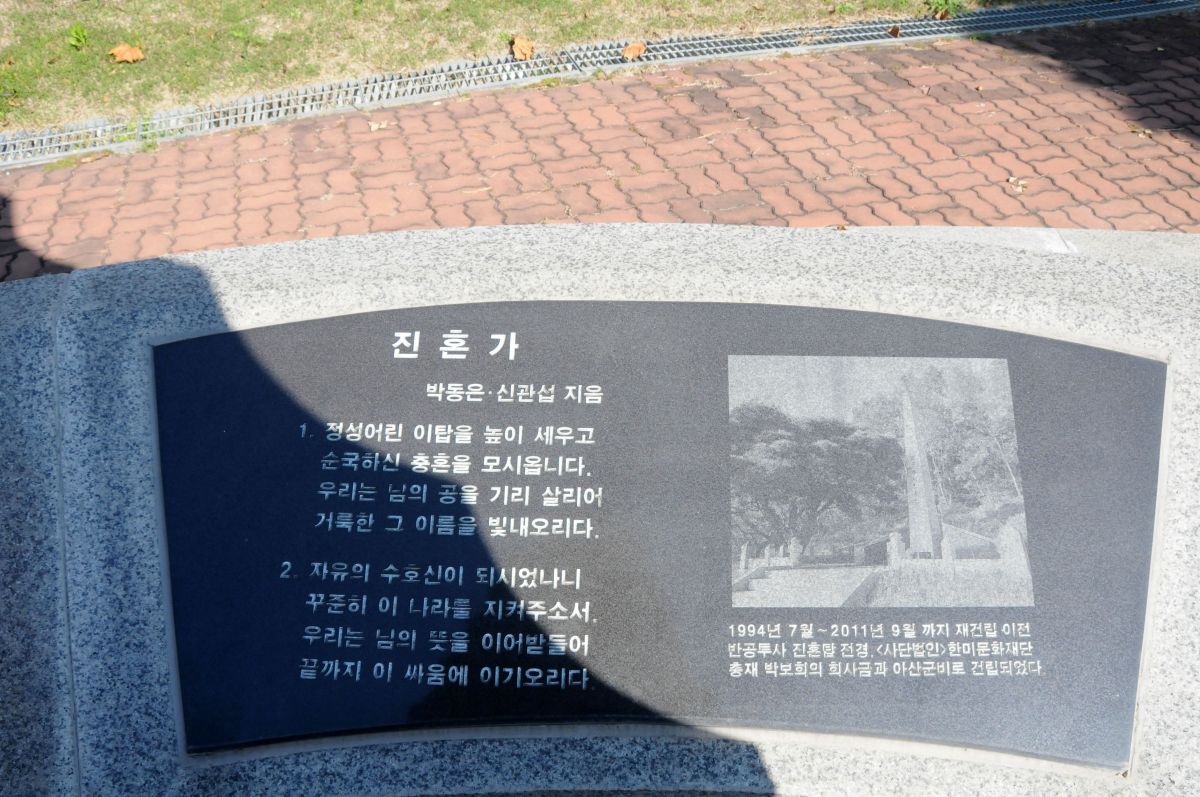 진 혼 가
박동은·신관섭 지음
1. 정성어린 이탑을 높이 세우고
순국하신 충혼을 모시옵니다.
우리는 님의 공을 기리 살리어
거룩한 그 이름을 빛내오리다.
2. 자유의 수호신이 되시었나니
꾸준히 이 나라를 지켜주소서.
우리는 님의 뜻을 이어받들어
끝까지 이 싸움에 이기오리다.
1994년 7월~2011년 9월 까지 재건립 이전
반공투사 진혼탑 전경. <사단법인>한미문화재단
총재 박보희의 희사금과 아산군비로 건립되었다.